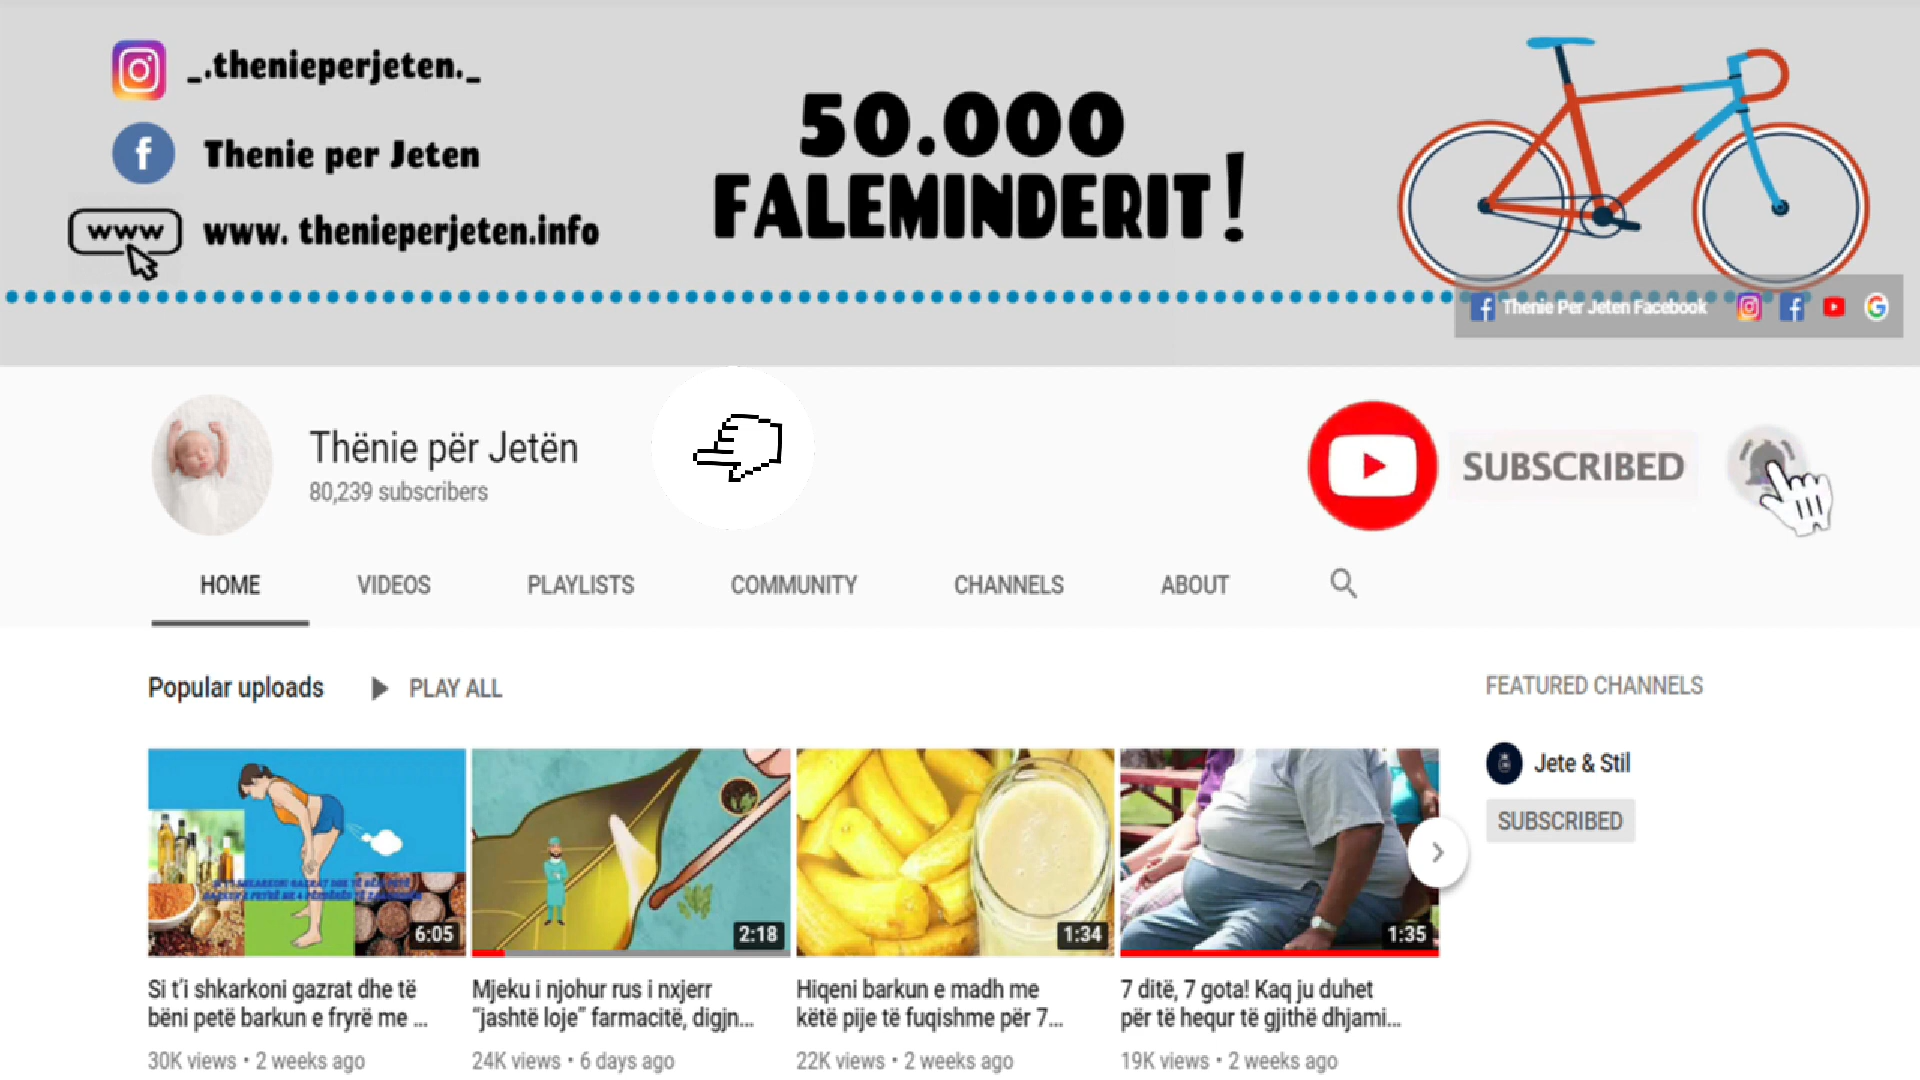 _.thenieperjeten._
Thenie per Jeten
www
www. thenieperjeten.info
50.000
FALEMINDERIT!
Thenie Per Jeten Facebook
Thënie për Jetën
80,239 subscribers
SUBSCRIBED
HOME VIDEOS PLAYLISTS COMMUNITY CHANNELS ABOUT
Popular uploads PLAY ALL
FEATURED CHANNELS
Jete & Stil
SUBSCRIBED
6:05
2:18
1:34
1:35
Si t'i shkarkoni gazrat dhe të
bëni petë barkun e fryrë me ...
30K views • 2 weeks ago
Mjeku i njohur rus i nxjerr
“jashtë loje” farmacitë, digjn...
24K views • 6 days ago
Hiqeni barkun e madh me
këtë pije të fuqishme për 7...
22K views • 2 weeks ago
7 ditë, 7 gota! Kaq ju duhet
për të hequr të gjithë dhjami...
19K views • 2 weeks ago